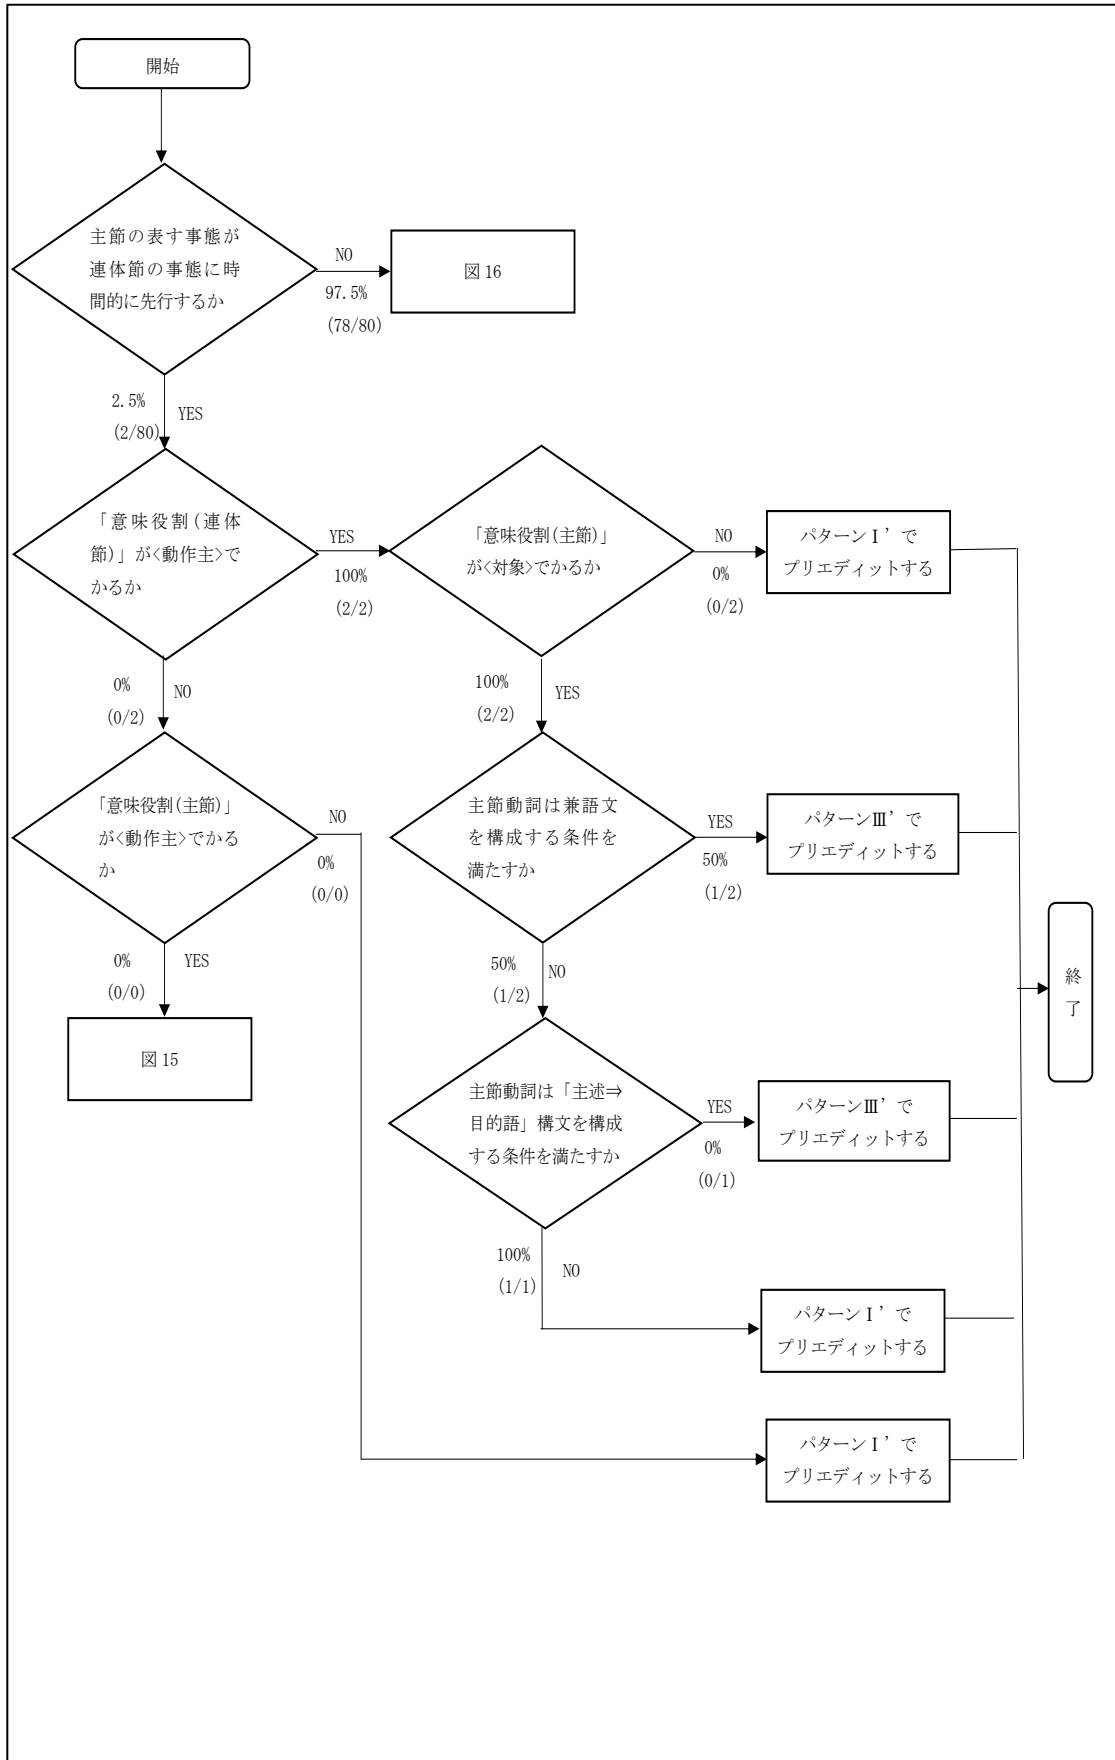 開始
主節の表す事態が
連体節の事態に時
間的に先行するか
NO
97.5%
(78/80)
図 16
2.5%
(2/80)
YES
「意味役割(連体
節)」が<動作主>で
かるか
YES
100%
(2/2)
「意味役割(主節)」
が<対象>でかるか
NO
0%
(0/2)
パターンⅠ’で
プリエディットする
0%
(0/2)
NO
100%
(2/2)
YES
「意味役割(主節)」
が<動作主>でかる
か
NO
0%
(0/0)
主節動詞は兼語文
を構成する条件を
満たすか
YES
50%
(1/2)
パターンⅢ’で
プリエディットする
0%
(0/0)
YES
図 15
50%
(1/2)
NO
終
了
主節動詞は「主述⇒
目的語」構文を構成
する条件を満たすか
YES
0%
(0/1)
パターンⅢ’で
プリエディットする
100%
(1/1)
NO
パターンⅠ’で
プリエディットする
パターンⅠ’で
プリエディットする